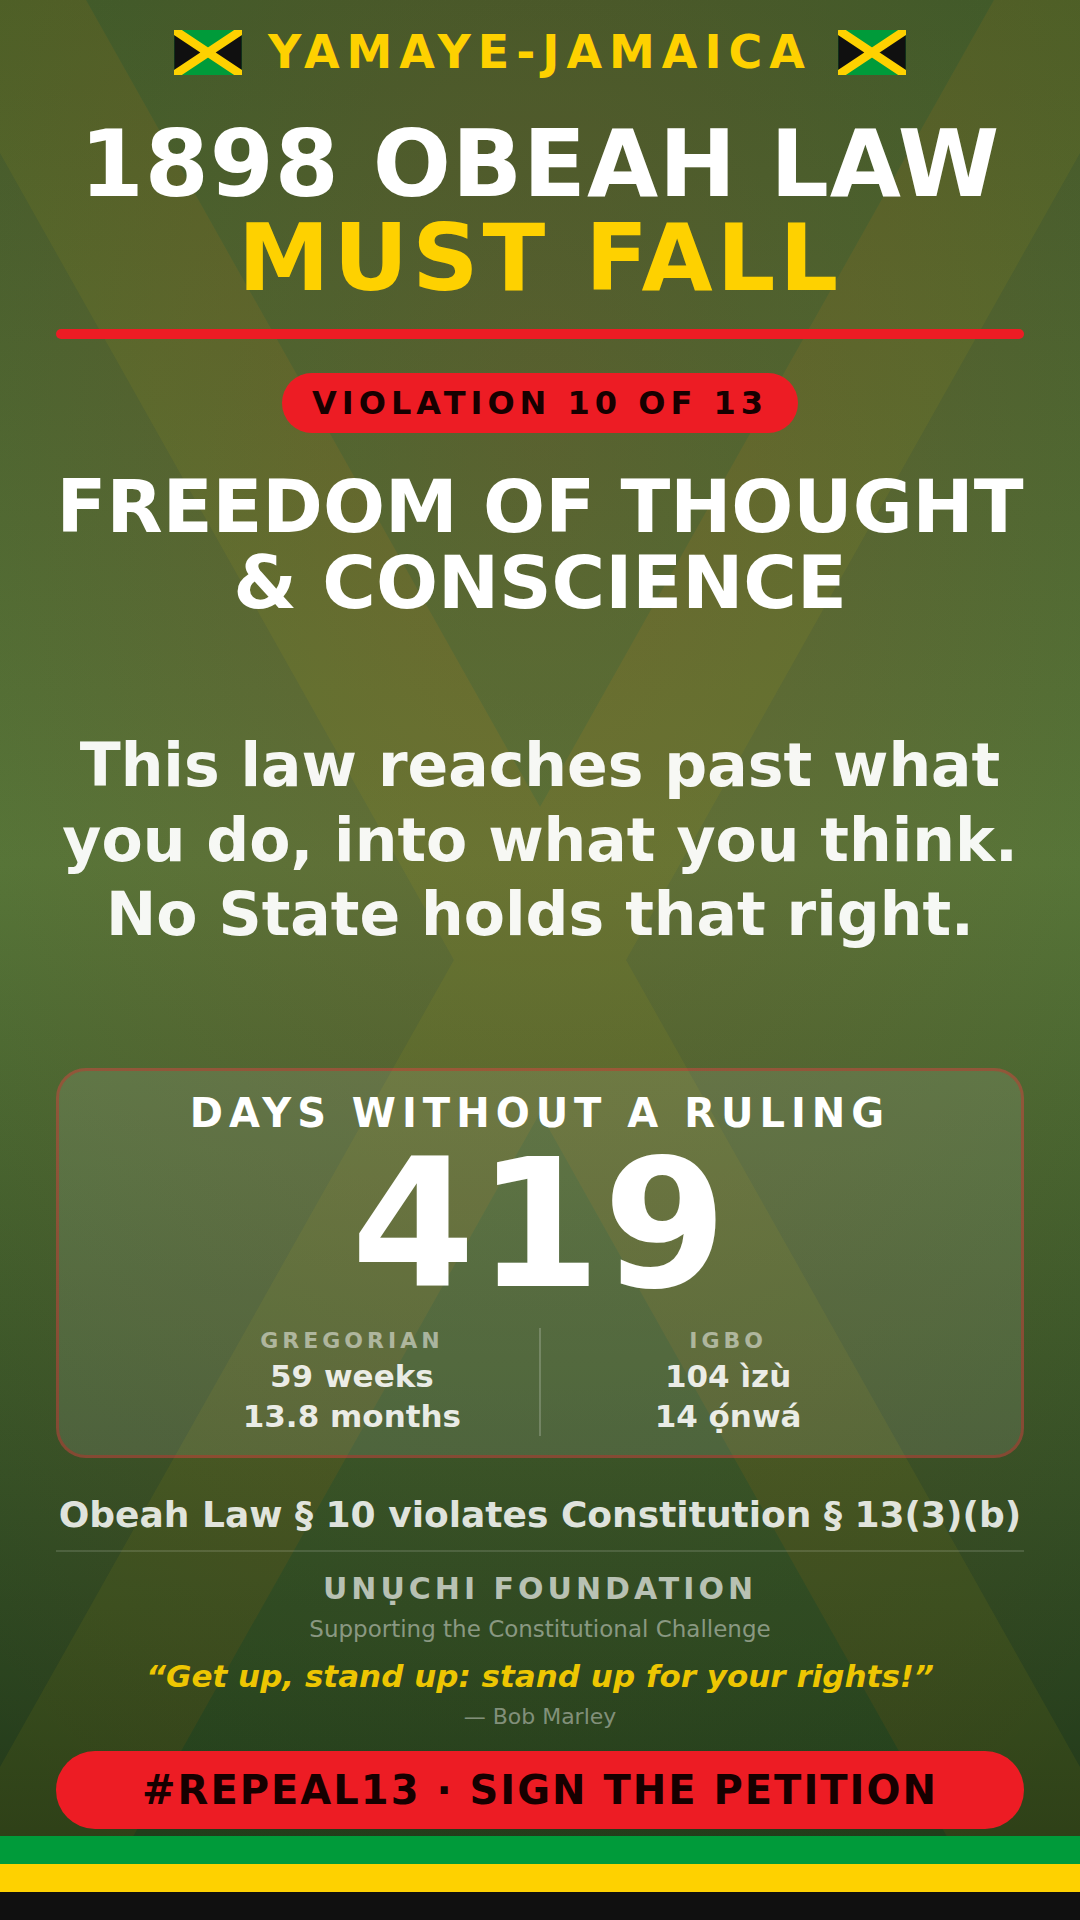 YAMAYE-JAMAICA
1898 OBEAH LAW
MUST FALL
VIOLATION 10 OF 13
FREEDOM OF THOUGHT
& CONSCIENCE
This law reaches past what
you do, into what you think.
No State holds that right.
DAYS WITHOUT A RULING
419
GREGORIAN
59 weeks
13.8 months
IGBO
104 ìzù
14 ọ́nwá
Obeah Law § 10 violates Constitution § 13(3)(b)
UNỤCHI FOUNDATION
Supporting the Constitutional Challenge
“Get up, stand up: stand up for your rights!”
— Bob Marley
#REPEAL13 · SIGN THE PETITION